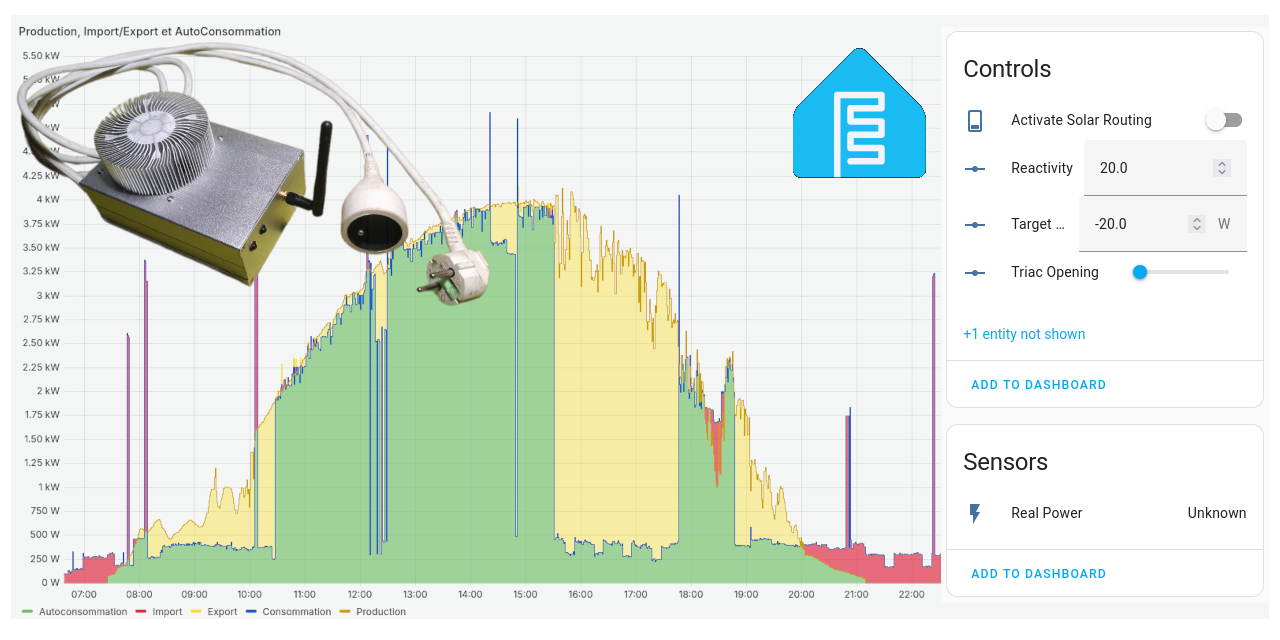 Production, Import/Export et AutoConsommation
5.50 kW
kW
4.25 kW
4 kW
3.75 kW
3.50 kW
3.25 kW
3 kW
2.75 kW
2.50 kW
2.25 kW
2 kW
1.75 kW
1.50 kW
1.25 kW
1 kW
750 W
500 W
250 W
0 W
07:00 08:00 09:00 10:00 11:00 12:00 13:00 14:00 15:00 16:00 17:00 18:00 19:00 20:00 21:00 22:00
Autoconsommation Import Export Consommation Production
Controls
Activate Solar Routing
Reactivity 20.0
Target ... -20.0 W
Triac Opening
+1 entity not shown
ADD TO DASHBOARD
Sensors
Real Power Unknown
ADD TO DASHBOARD